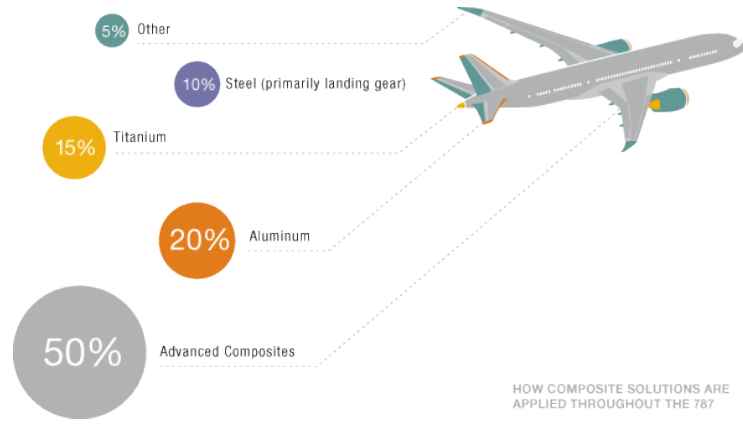 5% Other
10% Steel (primarily landing gear)
15% Titanium
20% Aluminum
50% Advanced Composites
HOW COMPOSITE SOLUTIONS ARE
APPLIED THROUGHOUT THE 787